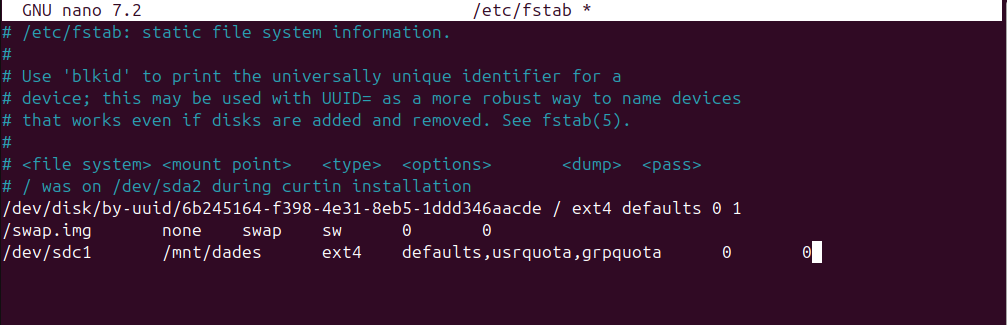 GNU nano 7.2 /etc/fstab *
# /etc/fstab: static file system information.
#
# Use 'blkid' to print the universally unique identifier for a
# device; this may be used with UUID= as a more robust way to name devices
# that works even if disks are added and removed. See fstab(5).
#
# <file system> <mount point>   <type>  <options>       <dump>  <pass>
# / was on /dev/sda2 during curtin installation
/dev/disk/by-uuid/6b245164-f398-4e31-8eb5-1ddd346aacde / ext4 defaults 0 1
/swap.img       none    swap    sw      0       0
/dev/sdc1       /mnt/dades      ext4    defaults,usrquota,grpquota      0       0